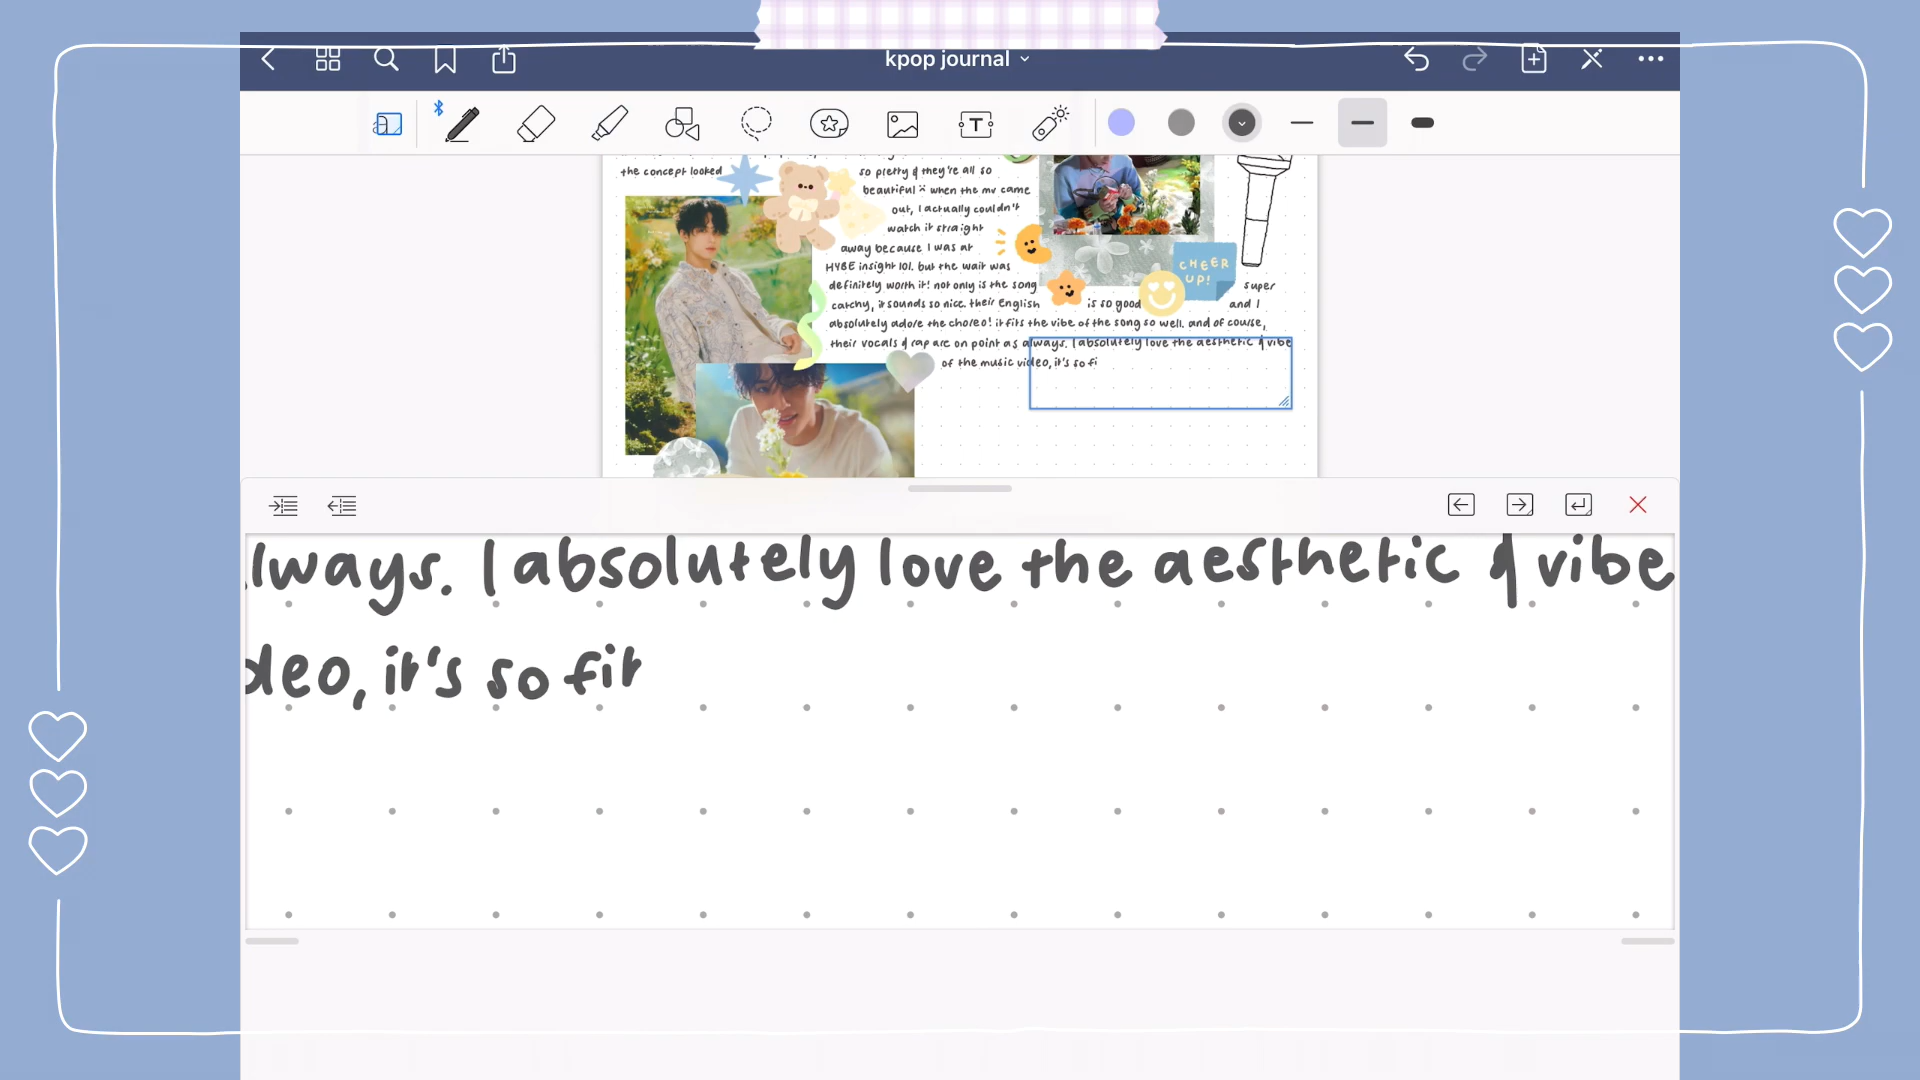 kpop journal
the concept looked
so pretty & they're all so
beautiful when the mv came
out, I actually couldn't
watch it straight
away because I was at
HYBE insight lol. but the wait was
definitely worth it! not only is the song super
catchy, it sounds so nice. their English is so good and I
absolutely adore the choreo! it fits the vibe of the song so well. and of course,
their vocals & rap are on point as always. I absolutely love the aesthetic & vibe
of the music video, it's so fi
CHEER
UP!
lways. I absolutely love the aesthetic & vibe
deo, it's so fit